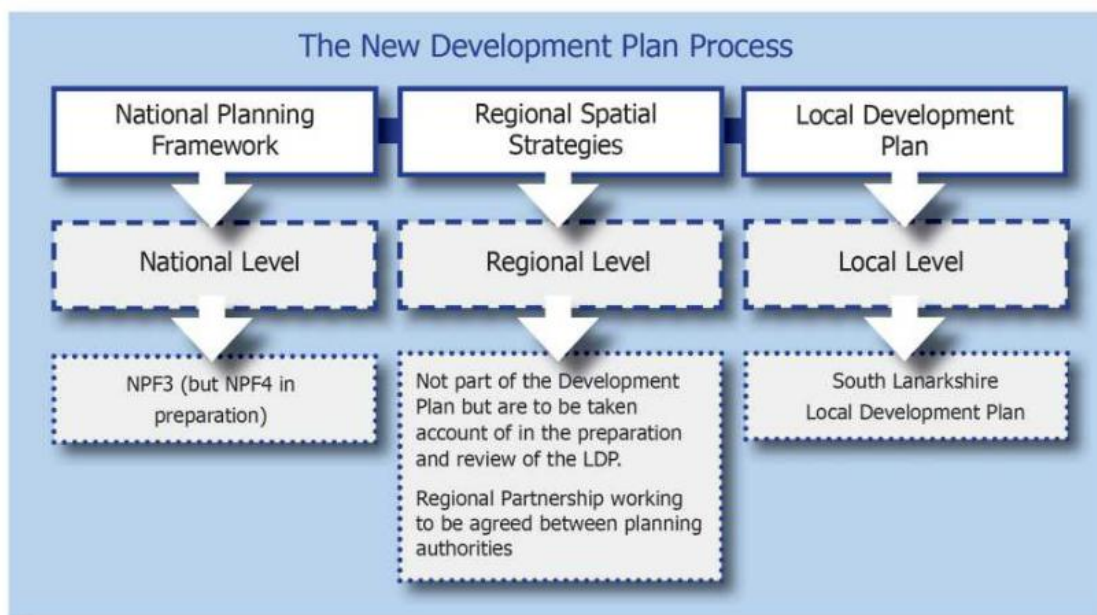 The New Development Plan Process
National Planning
Framework
Regional Spatial
Strategies
Local Development
Plan
National Level
Regional Level
Local Level
NPF3 (but NPF4 in
preparation)
Not part of the Development
Plan but are to be taken
account of in the preparation
and review of the LDP.
Regional Partnership working
to be agreed between planning
authorities
South Lanarkshire
Local Development Plan